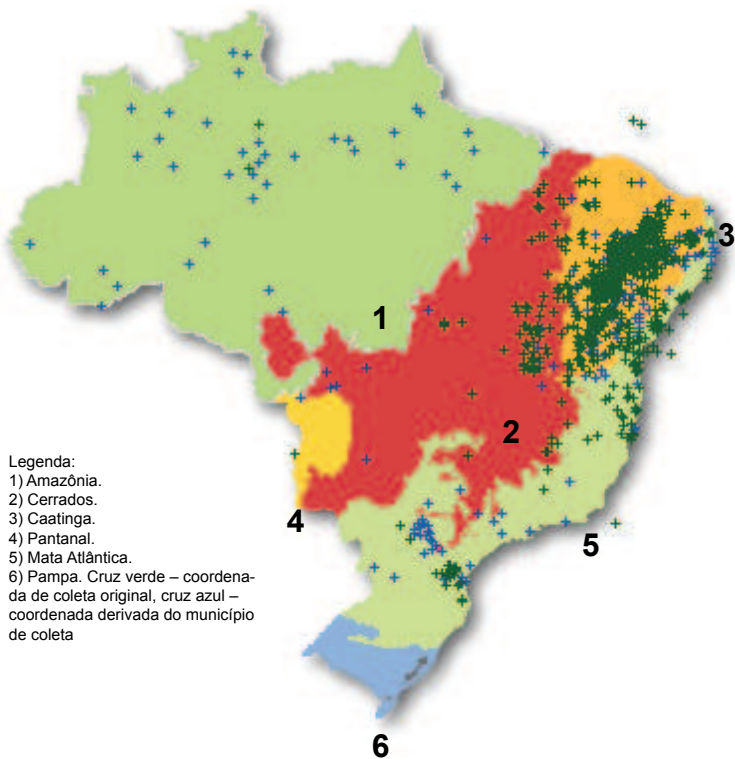 1
3
2
4
5
6
Legenda:
1) Amazônia.
2) Cerrados.
3) Caatinga.
4) Pantanal.
5) Mata Atlântica.
6) Pampa. Cruz verde – coordena-
da de coleta original, cruz azul –
coordenada derivada do município
de coleta